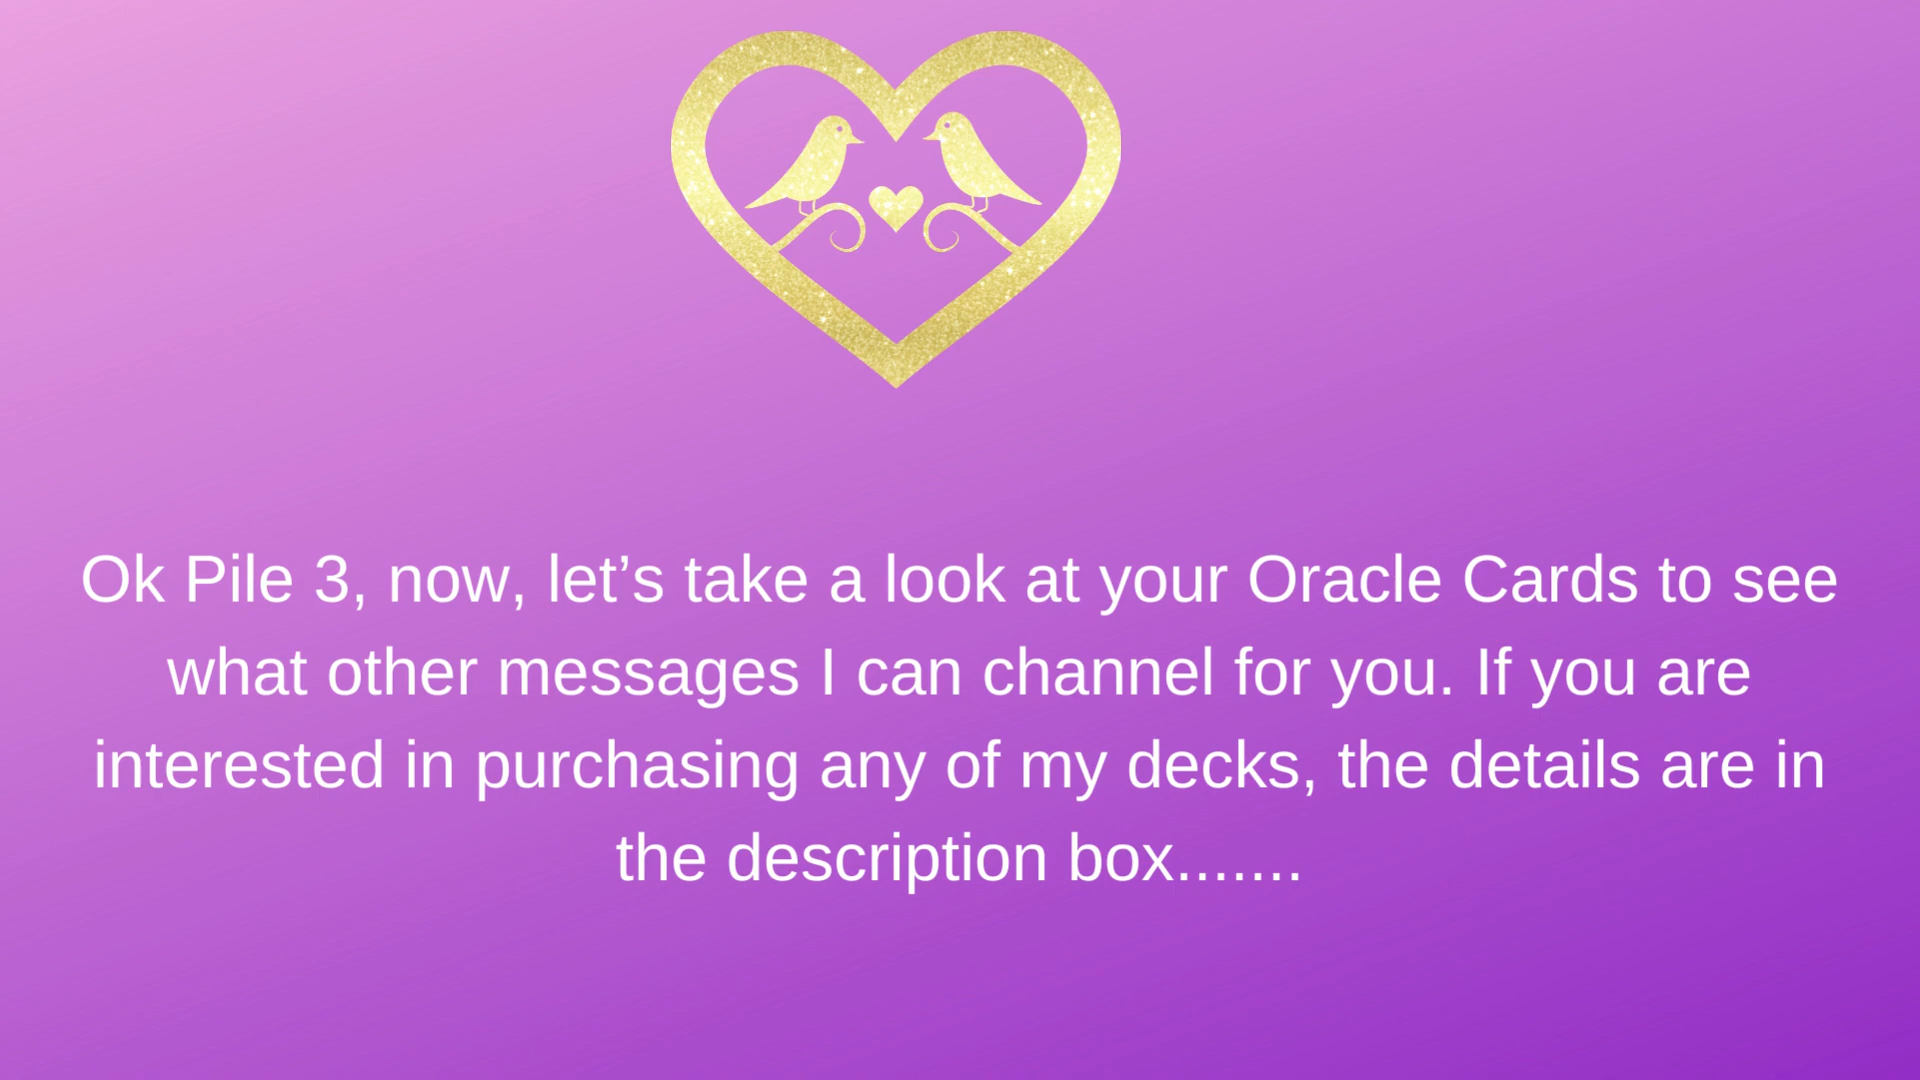 Ok Pile 3, now, let’s take a look at your Oracle Cards to see
what other messages I can channel for you. If you are
interested in purchasing any of my decks, the details are in
the description box.......